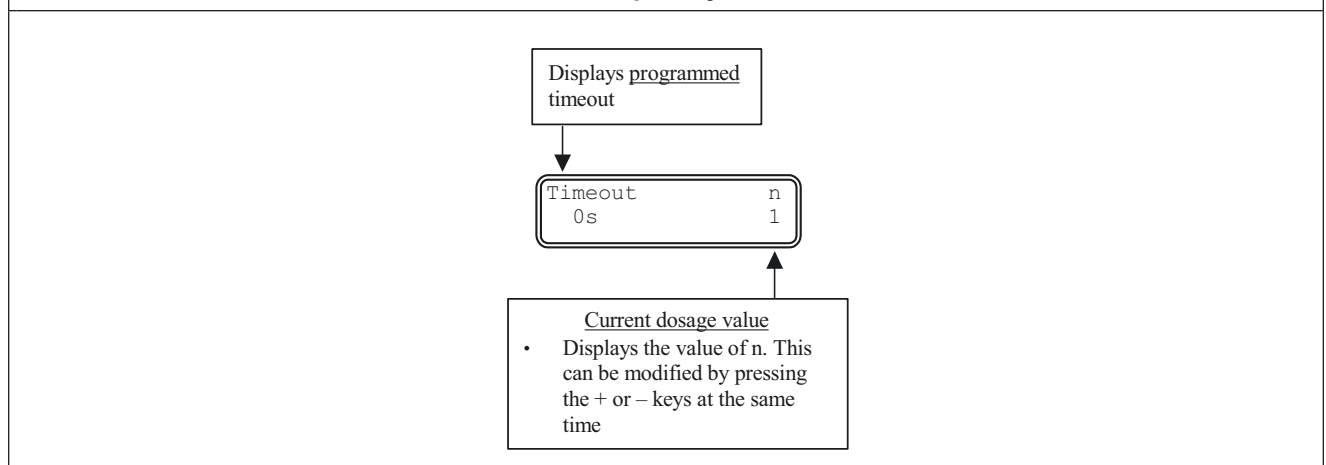 Displays programmed
timeout
Timeout n
0s 1
Current dosage value
• Displays the value of n. This
can be modified by pressing
the + or – keys at the same
time